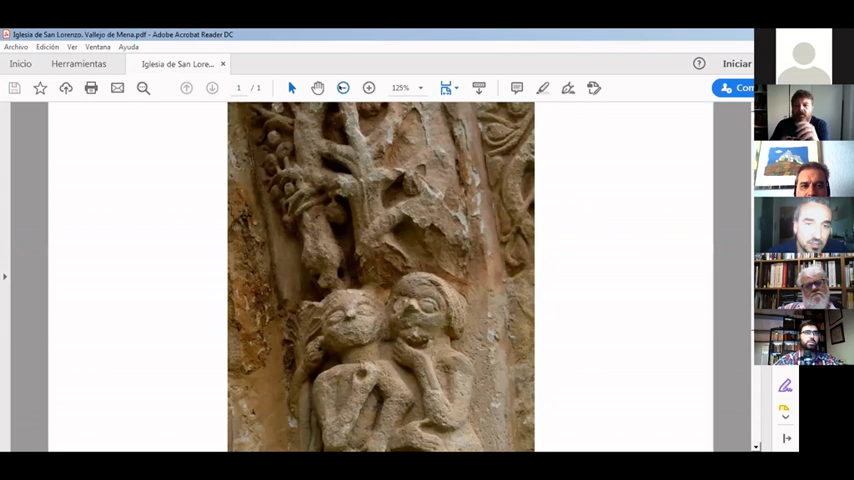 Iglesia de San Lorenzo. Vallejo de Mena.pdf - Adobe Acrobat Reader DC
Archivo Edición Ver Ventana Ayuda
Inicio Herramientas Iglesia de San Lore... × Iniciar
1 / 1 125% Com